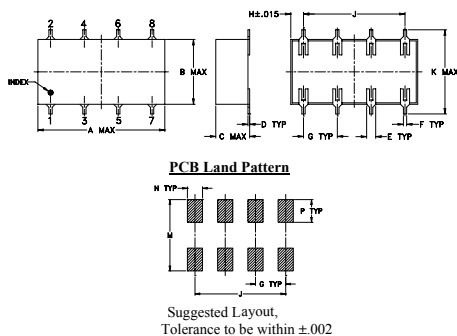 2 4 6 8
H±.015
J
B MAX
K MAX
INDEX
1 3 5 7
A MAX
C MAX
D TYP
G TYP
E TYP
F TYP
PCB Land Pattern
N TYP
P TYP
M
G TYP
J
Suggested Layout,
Tolerance to be within ±.002